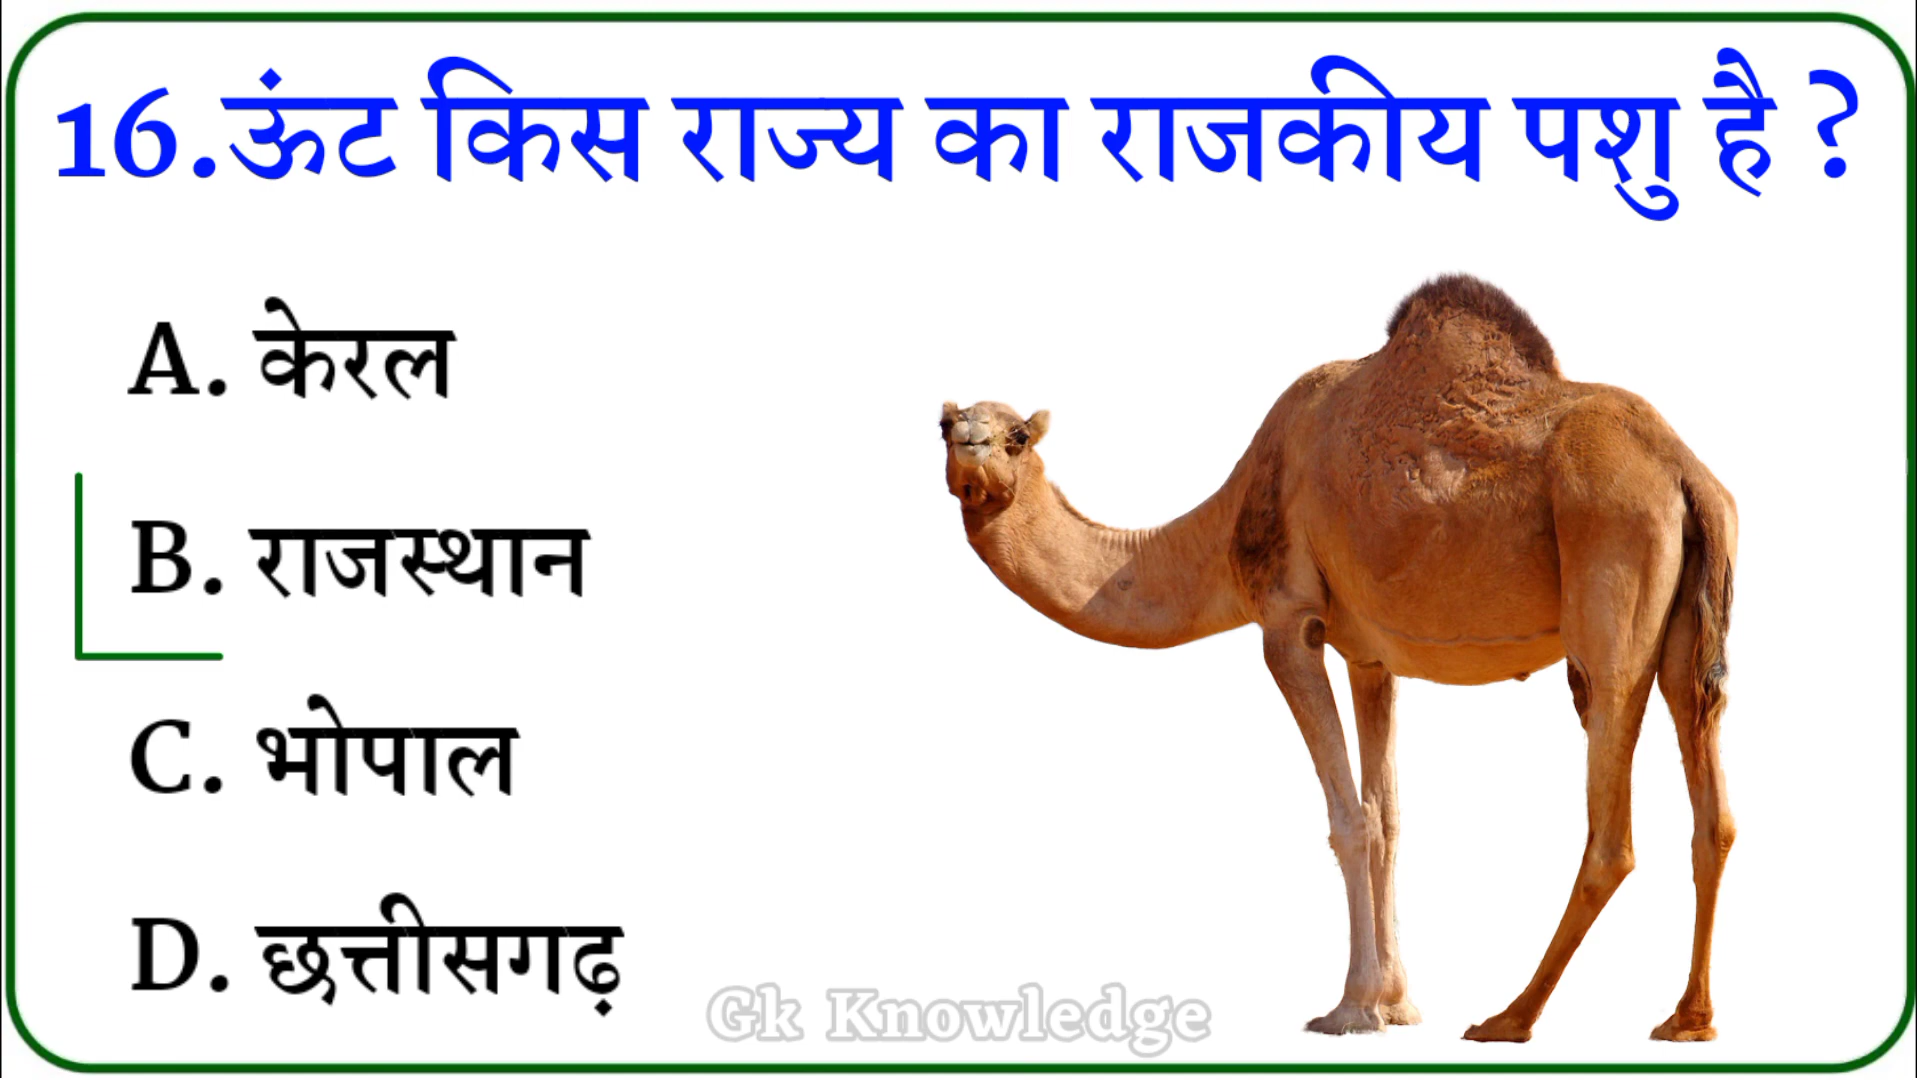 16.ऊंट किस राज्य का राजकीय पशु है ?
A. केरल
B. राजस्थान
C. भोपाल
D. छत्तीसगढ़
Gk Knowledge